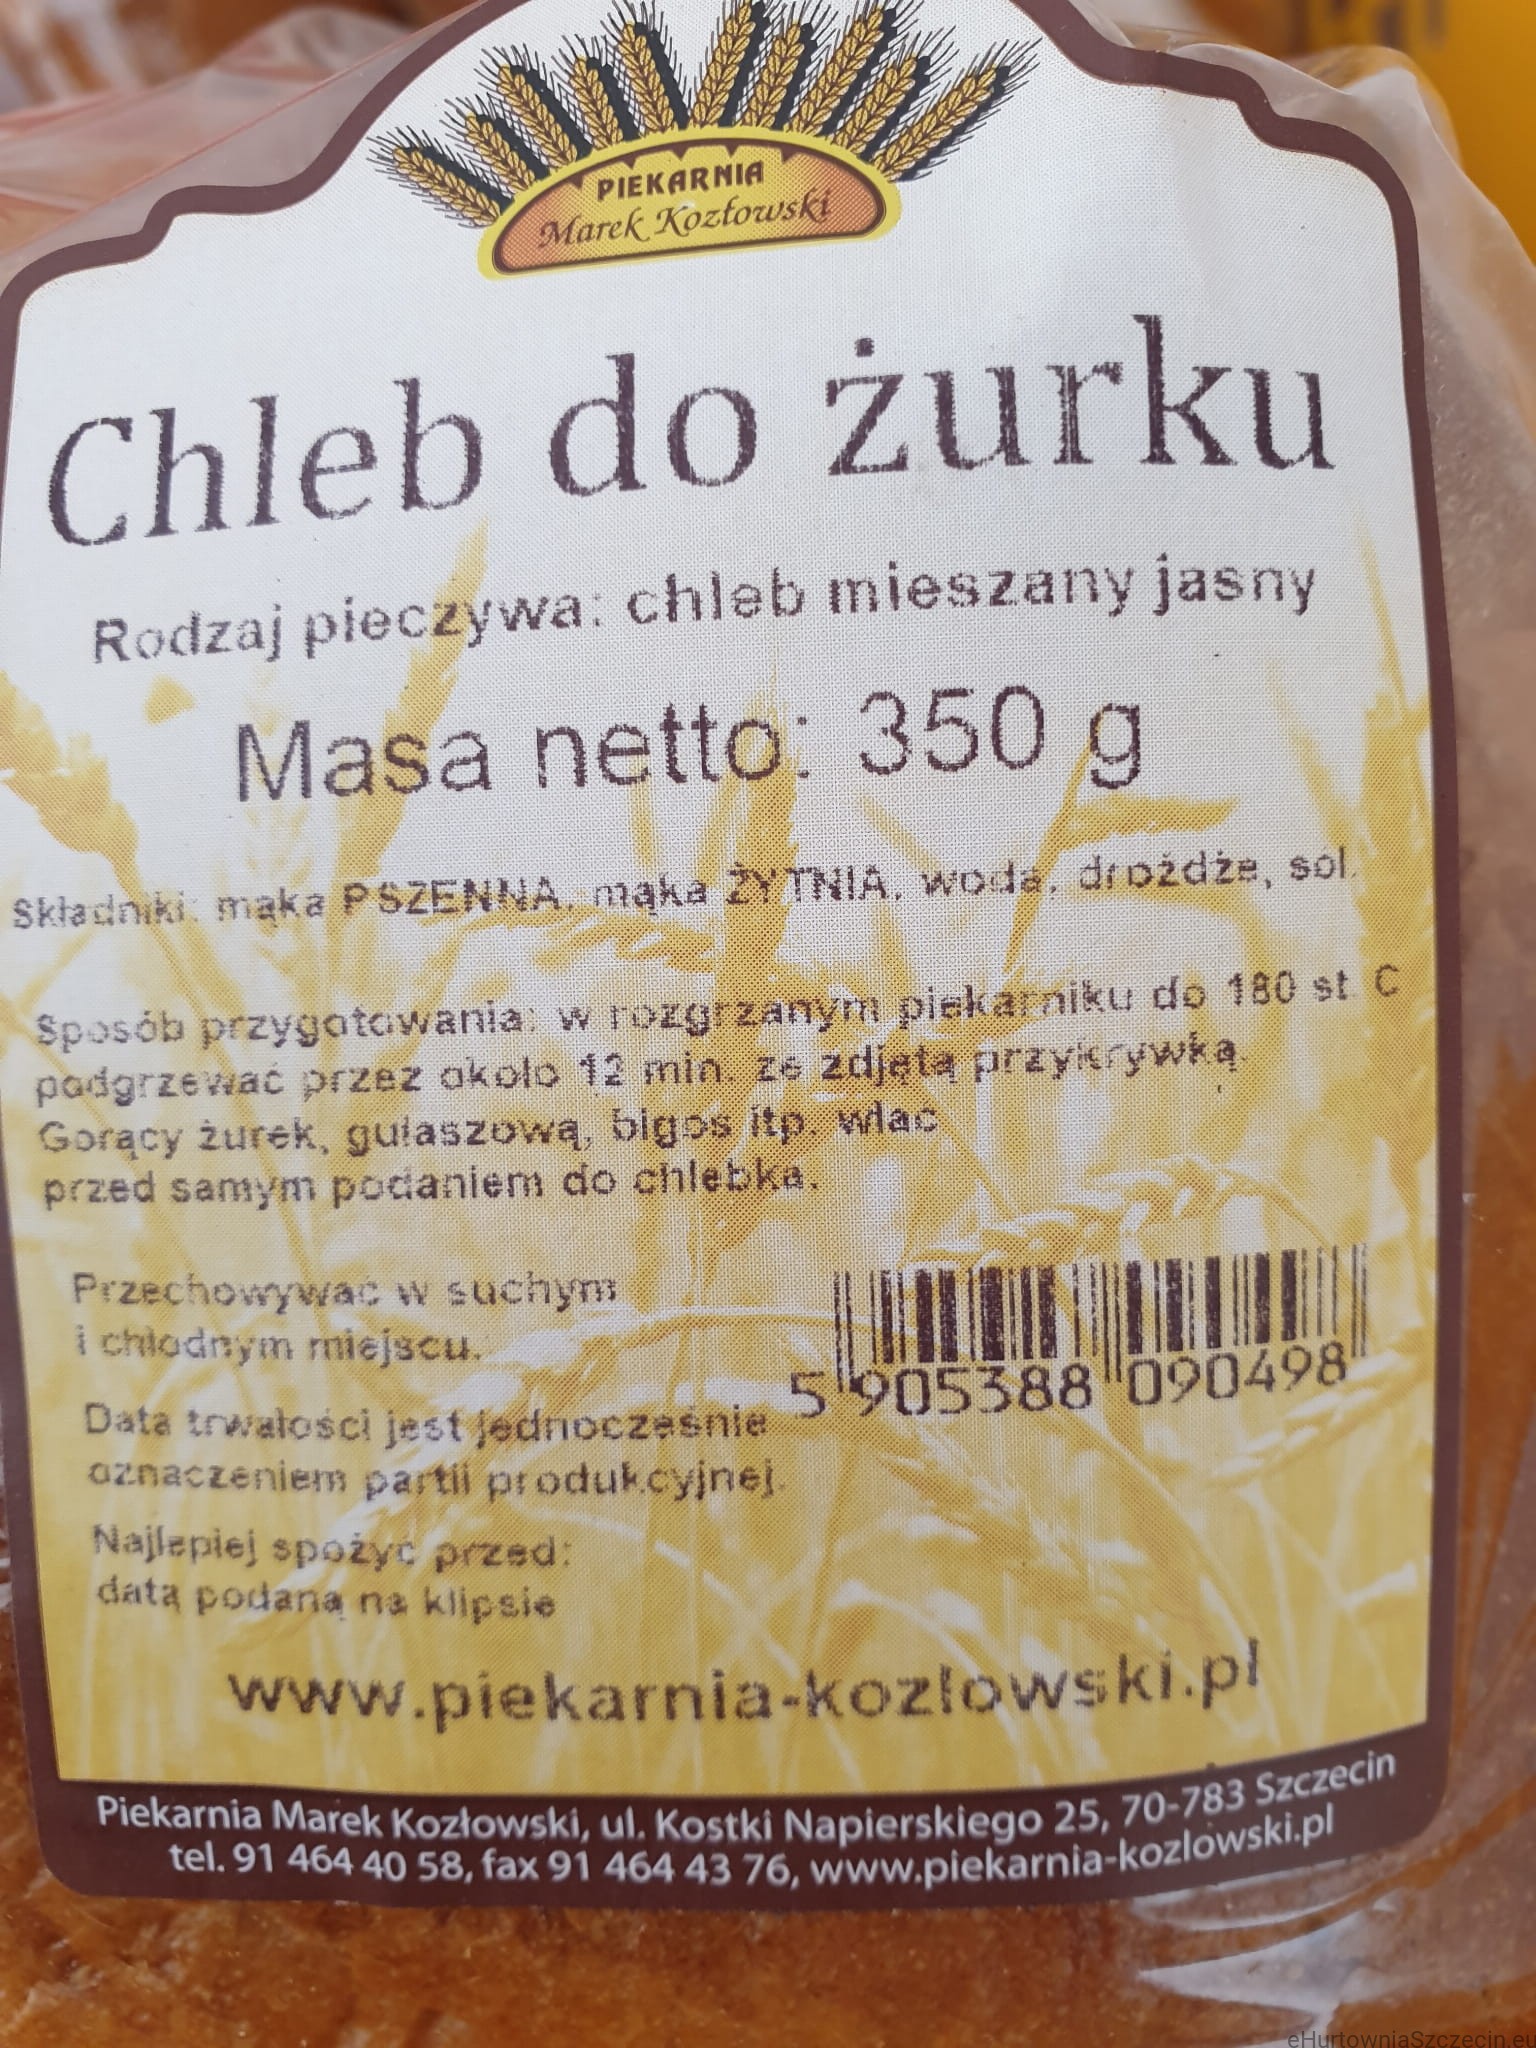 PIEKARNIA
Marek Kozłowski
Chleb do żurku
Rodzaj pieczywa: chleb mieszany jasny
Masa netto: 350 g
Składniki: mąka PSZENNA, mąka ŻYTNIA, woda, drożdże, sól.
Sposób przygotowania: w rozgrzanym piekarniku do 180 st. C
podgrzewać przez około 12 min. ze zdjętą przykrywką.
Gorący żurek, gulaszową, bigos itp. wlac
przed samym podaniem do chlebka.
Przechowywac w suchym
i chłodnym miejscu.
Data trwałości jest jednocześnie
oznaczeniem partii produkcyjnej.
Najlepiej spożyć przed:
datą podaną na klipsie
5 905388 090498
www.piekarnia-kozlowski.pl
Piekarnia Marek Kozłowski, ul. Kostki Napierskiego 25, 70-783 Szczecin
tel. 91 464 40 58, fax 91 464 43 76, www.piekarnia-kozlowski.pl
eHurtowniaSzczecin.eu